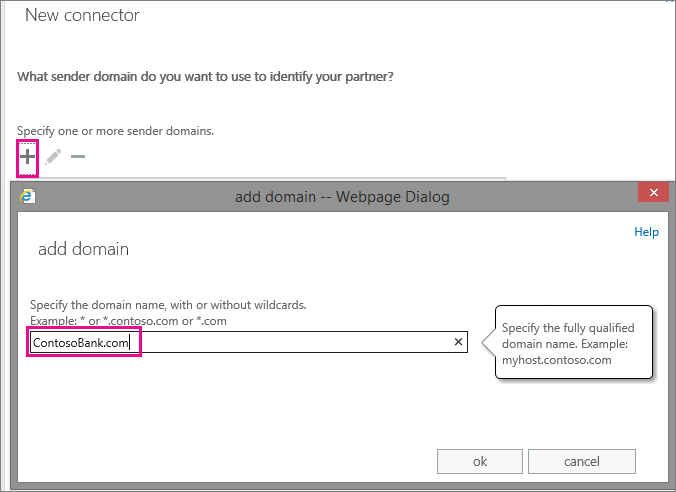 New connector
What sender domain do you want to use to identify your partner?
Specify one or more sender domains.
add domain -- Webpage Dialog
Help
add domain
Specify the domain name, with or without wildcards.
Example: * or *.contoso.com or *.com
ContosoBank.com
Specify the fully qualified
domain name. Example:
myhost.contoso.com
ok
cancel